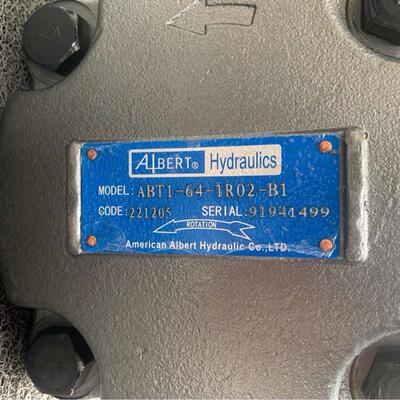 ALBERT® Hydraulics
MODEL: ABT1-64-1R02-B1
CODE: 221205 SERIAL: 91941499
ROTATION
American Albert Hydraulic Co.,LTD.